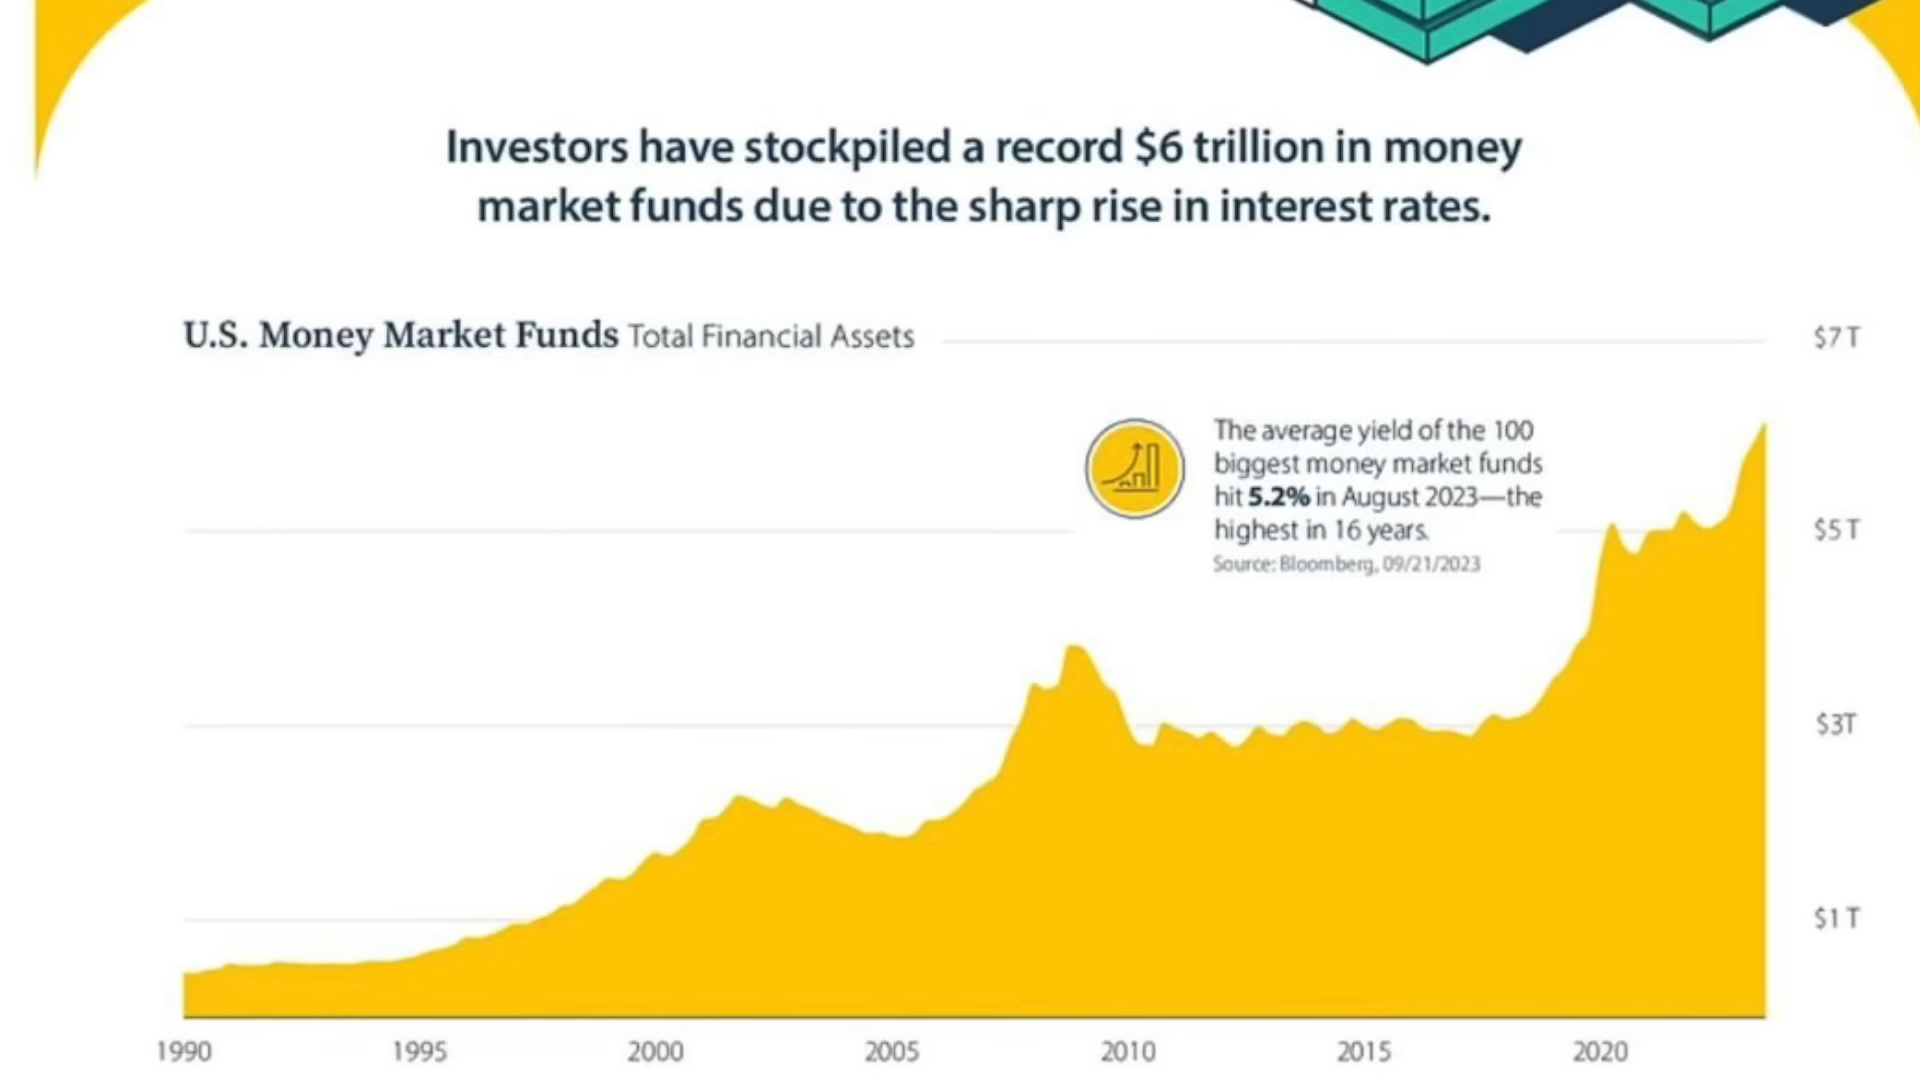 Investors have stockpiled a record $6 trillion in money
market funds due to the sharp rise in interest rates.
U.S. Money Market Funds Total Financial Assets
$7T
The average yield of the 100
biggest money market funds
hit 5.2% in August 2023—the
highest in 16 years.
Source: Bloomberg, 09/21/2023
$5T
$3T
$1T
1990 1995 2000 2005 2010 2015 2020